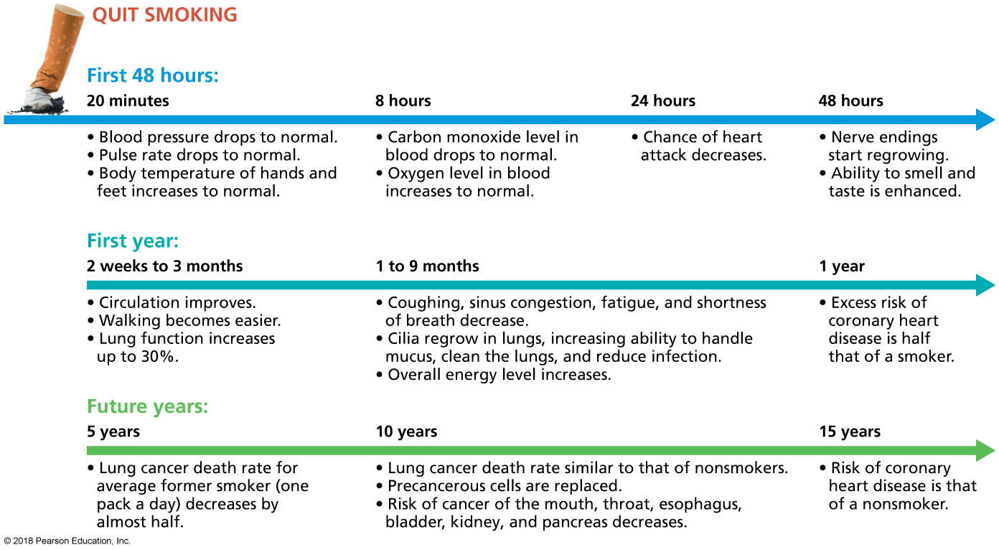 QUIT SMOKING
First 48 hours:
20 minutes
• Blood pressure drops to normal.
• Pulse rate drops to normal.
• Body temperature of hands and
feet increases to normal.
8 hours
• Carbon monoxide level in
blood drops to normal.
• Oxygen level in blood
increases to normal.
24 hours
• Chance of heart
attack decreases.
48 hours
• Nerve endings
start regrowing.
• Ability to smell and
taste is enhanced.
First year:
2 weeks to 3 months
• Circulation improves.
• Walking becomes easier.
• Lung function increases
up to 30%.
1 to 9 months
• Coughing, sinus congestion, fatigue, and shortness
of breath decrease.
• Cilia regrow in lungs, increasing ability to handle
mucus, clean the lungs, and reduce infection.
• Overall energy level increases.
1 year
• Excess risk of
coronary heart
disease is half
that of a smoker.
Future years:
5 years
• Lung cancer death rate for
average former smoker (one
pack a day) decreases by
almost half.
10 years
• Lung cancer death rate similar to that of nonsmokers.
• Precancerous cells are replaced.
• Risk of cancer of the mouth, throat, esophagus,
bladder, kidney, and pancreas decreases.
15 years
• Risk of coronary
heart disease is that
of a nonsmoker.
© 2018 Pearson Education, Inc.